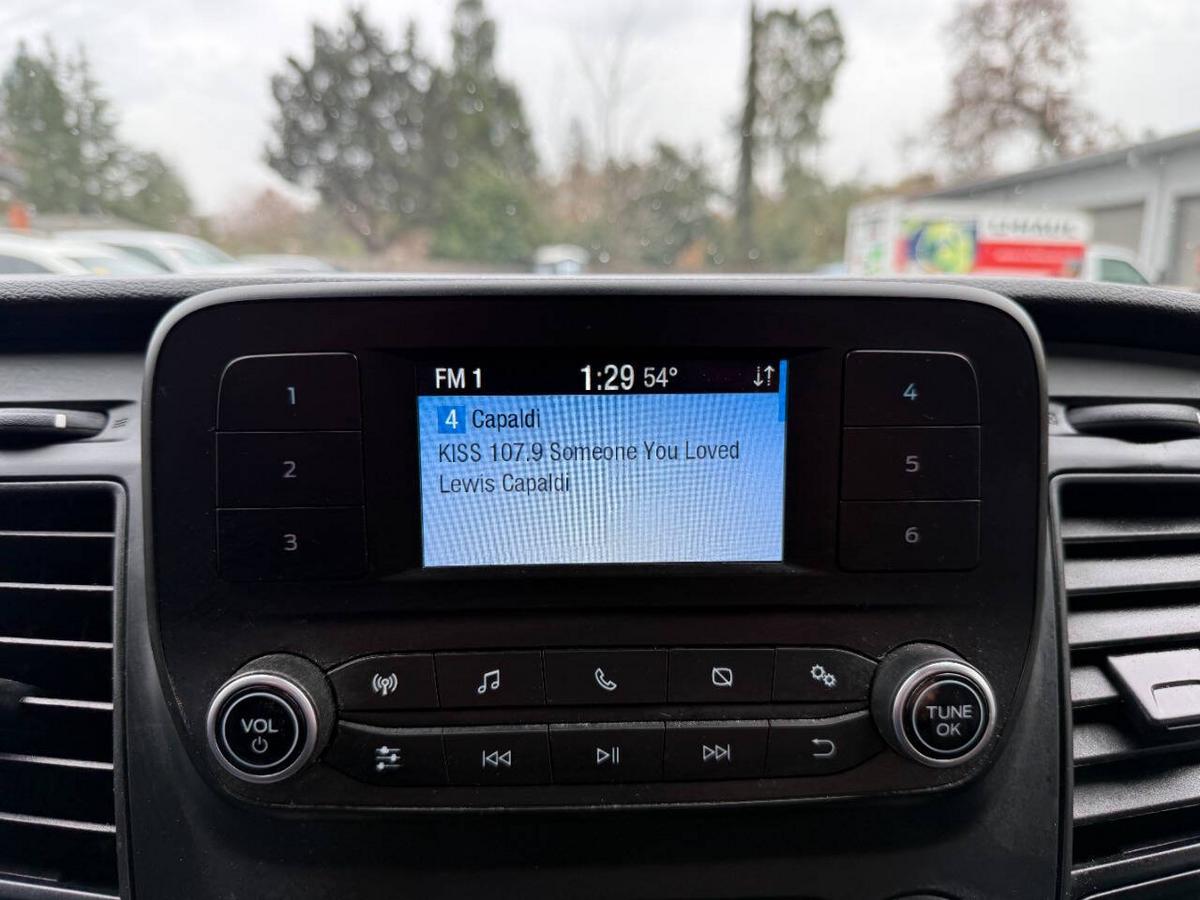 U-HAUL
FM 1 1:29 54°
4 Capaldi
KISS 107.9 Someone You Loved
Lewis Capaldi
1
2
3
4
5
6
VOL
TUNE
OK